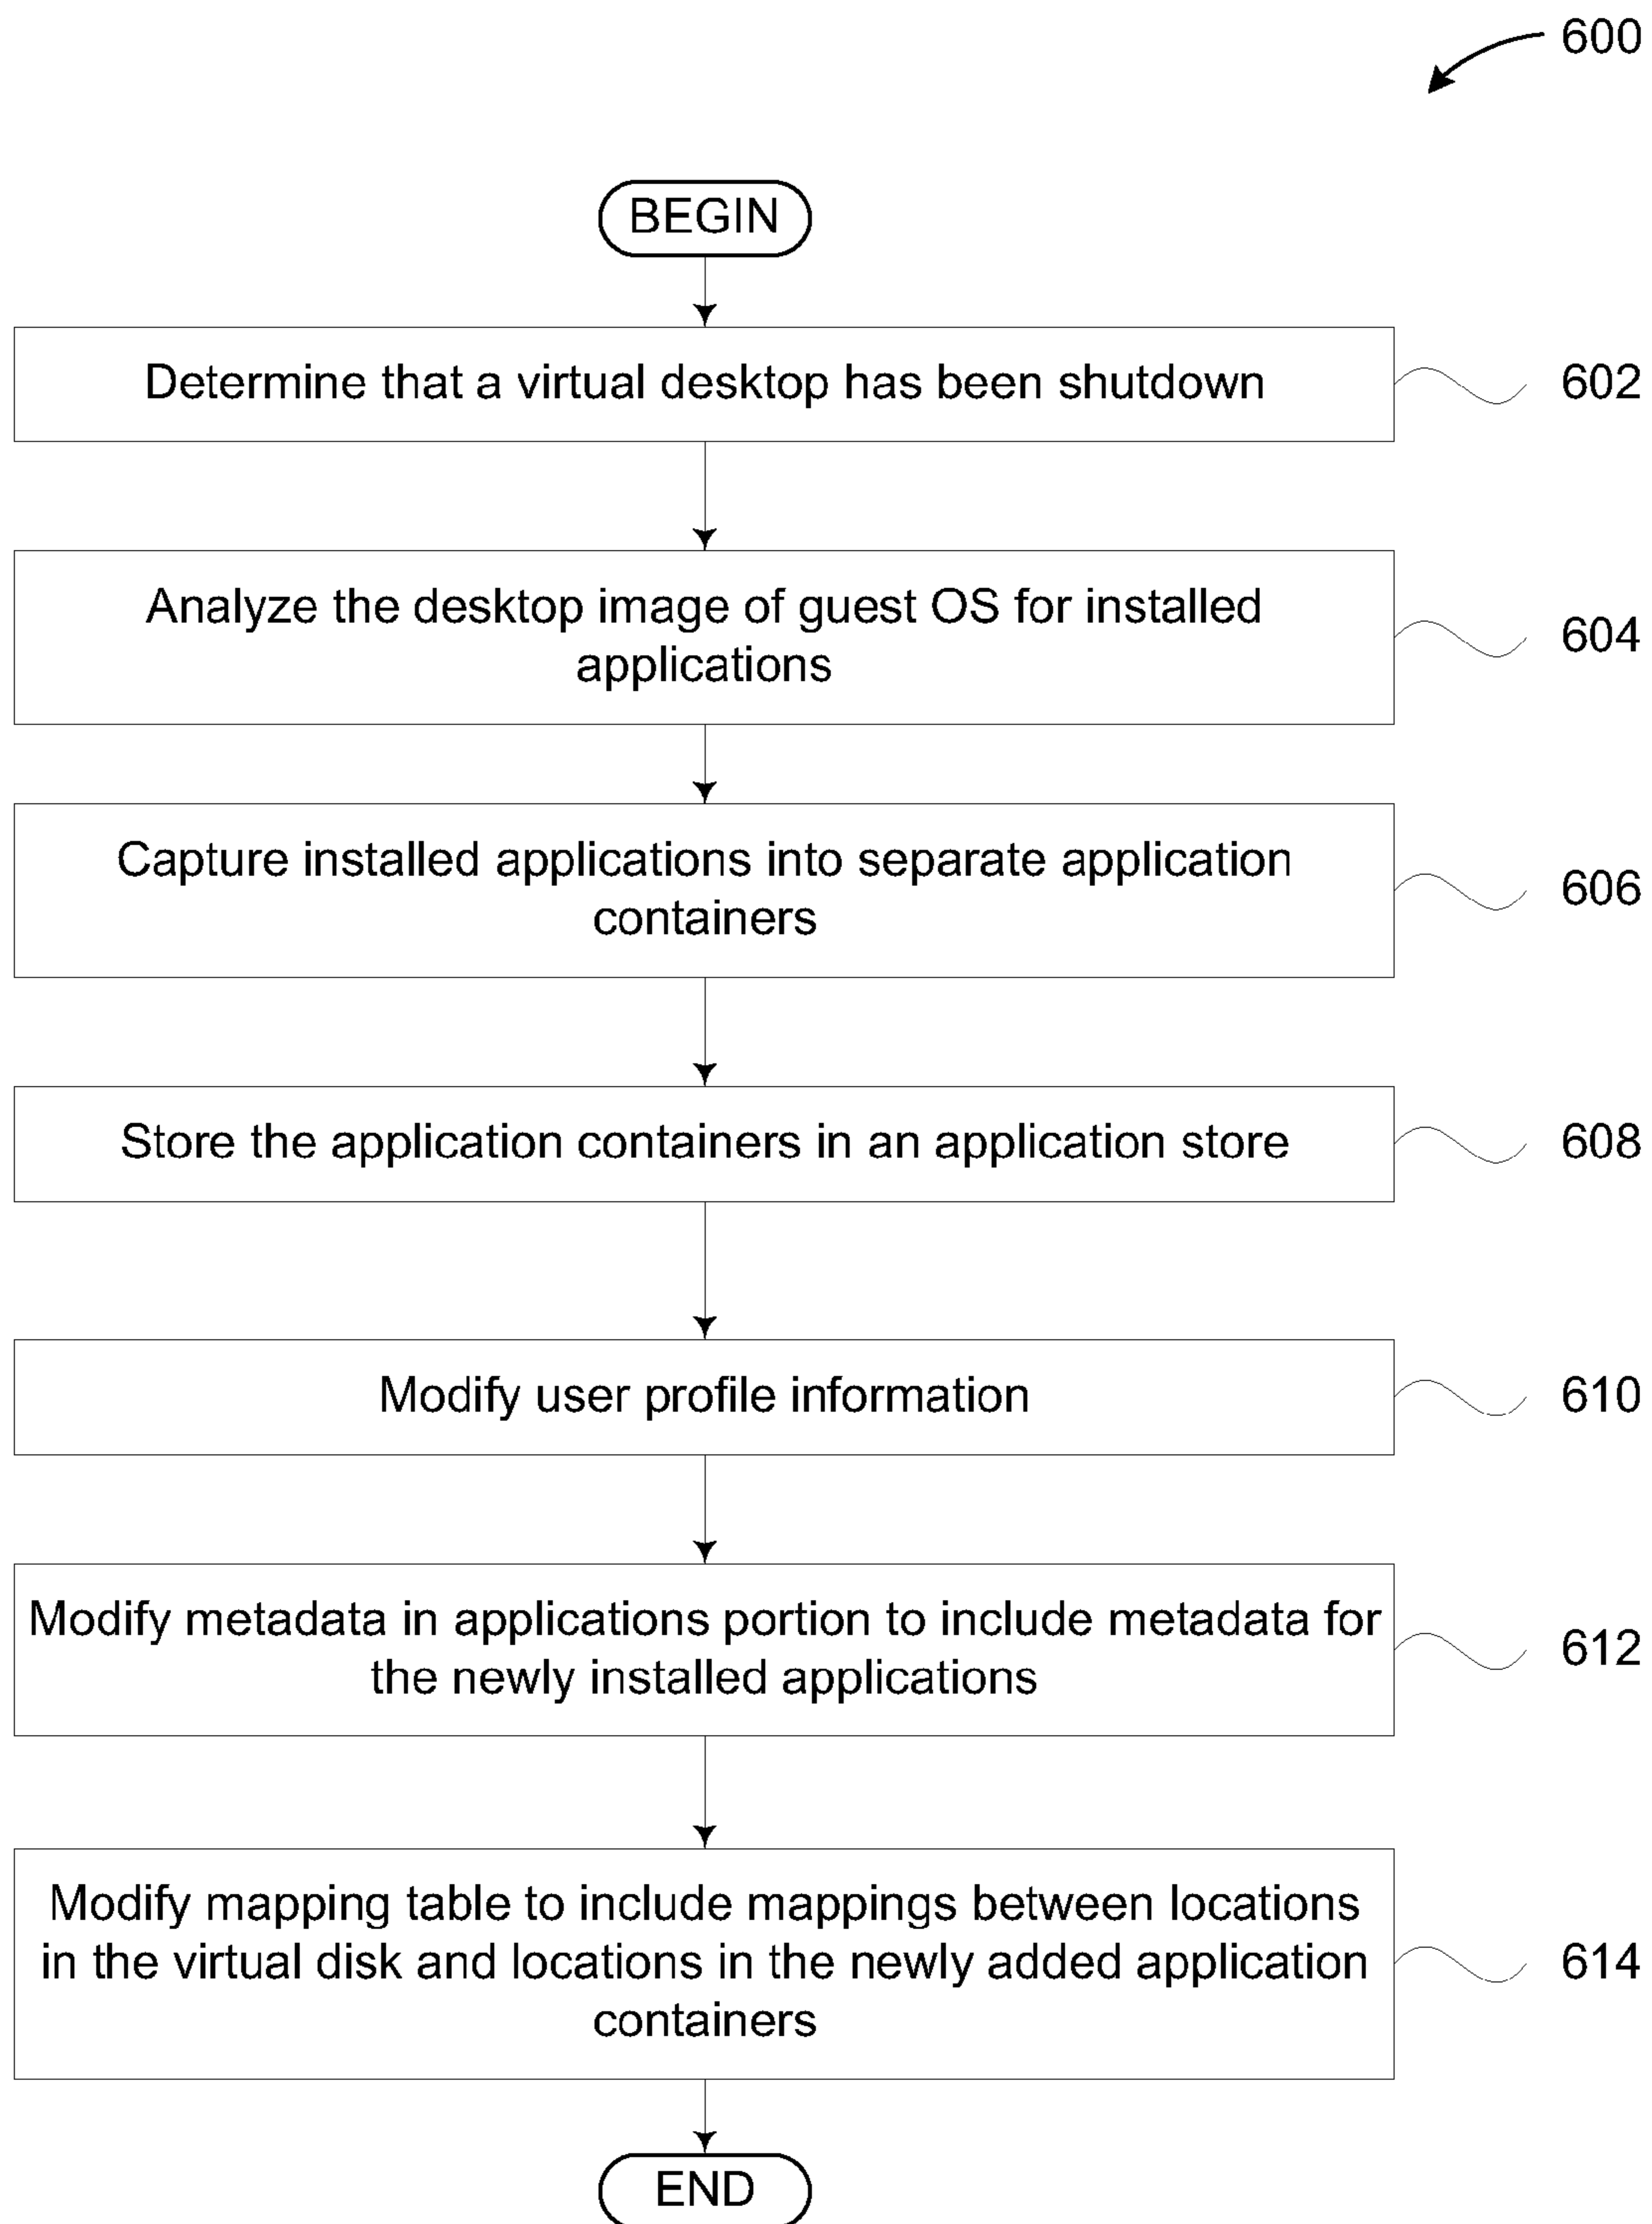 600
BEGIN
Determine that a virtual desktop has been shutdown
602
Analyze the desktop image of guest OS for installed
applications
604
Capture installed applications into separate application
containers
606
Store the application containers in an application store
608
Modify user profile information
610
Modify metadata in applications portion to include metadata for
the newly installed applications
612
Modify mapping table to include mappings between locations
in the virtual disk and locations in the newly added application
containers
614
END